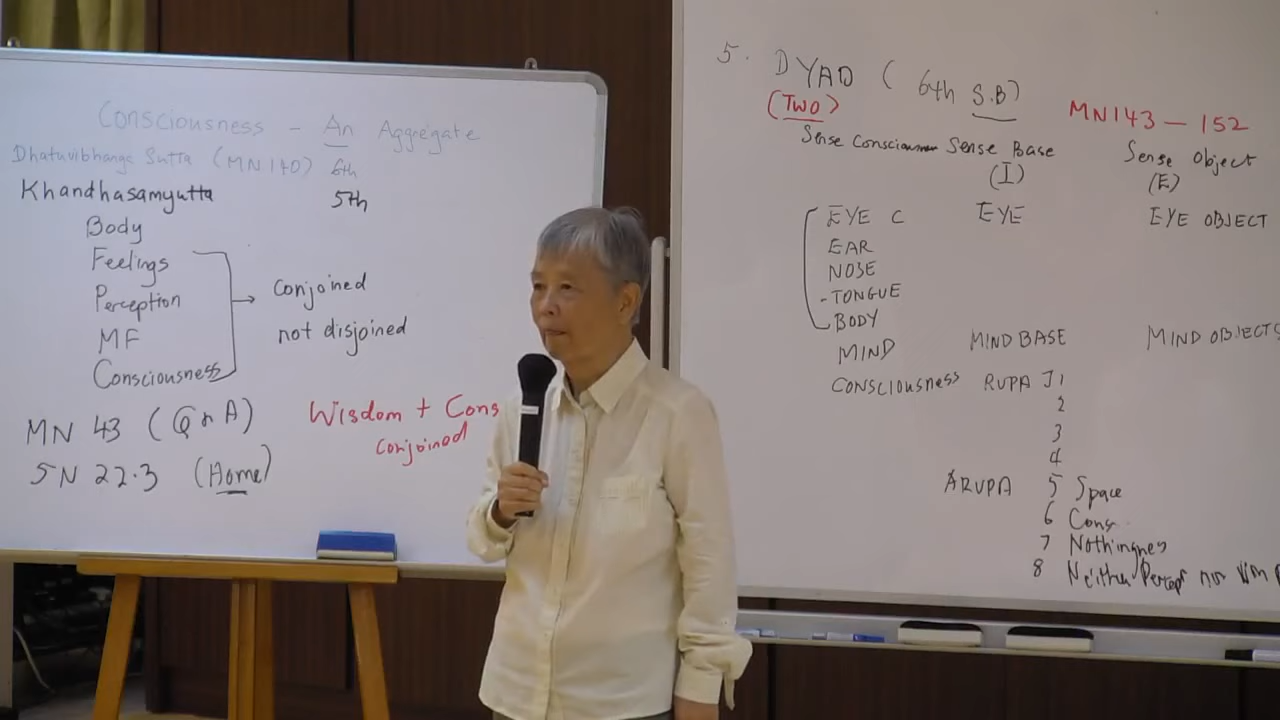 Consciousness - An Aggregate
Dhatuvibhanga Sutta (MN 140) 6th
Khandhasamyutta 5th
Body
Feelings
Perception
MF
Consciousness
conjoined
not disjoined
MN 43 (Q n A)
SN 22.3 (Home)
Wisdom + Cons
conjoined
5. DYAD (6th S.B)
(TWO)
MN143 - 152
Sense Consciousness Sense Base Sense Object
(I) (E)
EYE C EYE EYE OBJECT
EAR
NOSE
- TONGUE
BODY
MIND MIND BASE MIND OBJECTS
CONSCIOUSNESS RUPA J1
2
3
4
ARUPA 5 Space
6 Cons
7 Nothingness
8 Neither Percept non